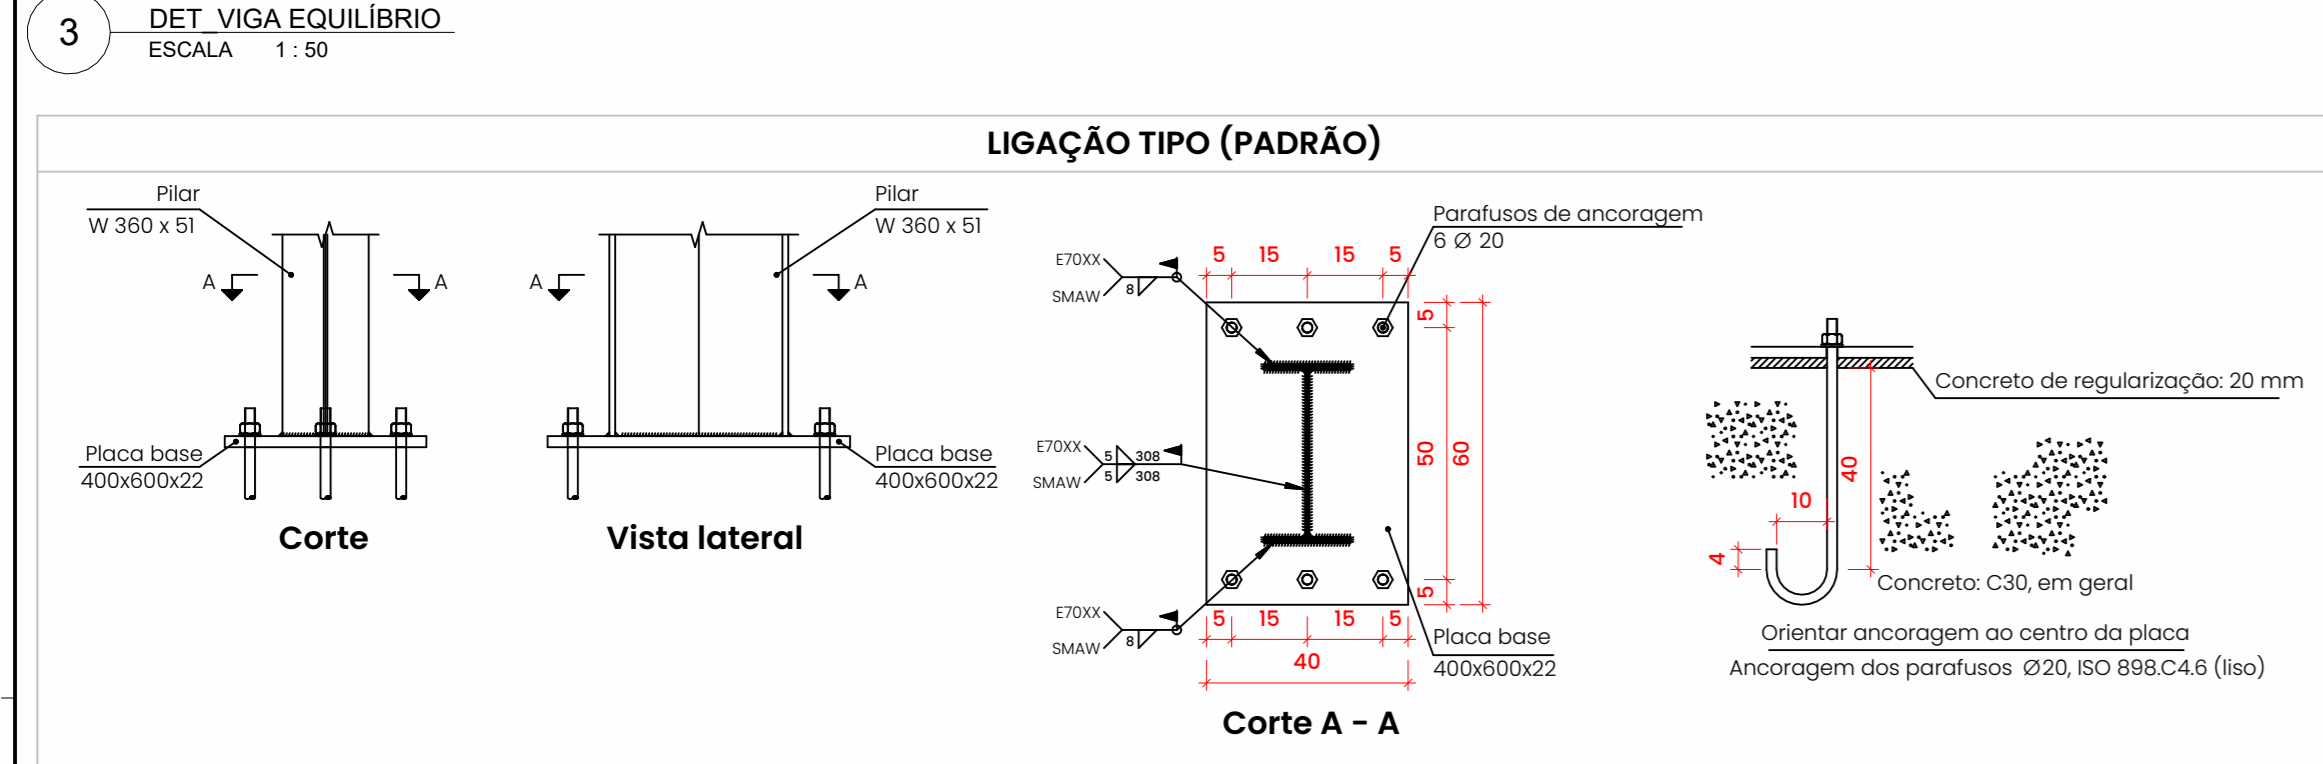 3
DET_VIGA EQUILÍBRIO
ESCALA 1 : 50
LIGAÇÃO TIPO (PADRÃO)
Pilar
W 360 x 51
A
A
Placa base
400x600x22
Corte
Pilar
W 360 x 51
A
A
Placa base
400x600x22
Vista lateral
Parafusos de ancoragem
6 Ø 20
5 15 15 5
E70XX
SMAW
8
5
E70XX
SMAW
5 308
5 308
50
60
E70XX
SMAW
8
5
5 15 15 5
40
Placa base
400x600x22
Corte A - A
Concreto de regularização: 20 mm
40
10
4
Concreto: C30, em geral
Orientar ancoragem ao centro da placa
Ancoragem dos parafusos Ø20, ISO 898.C4.6 (liso)